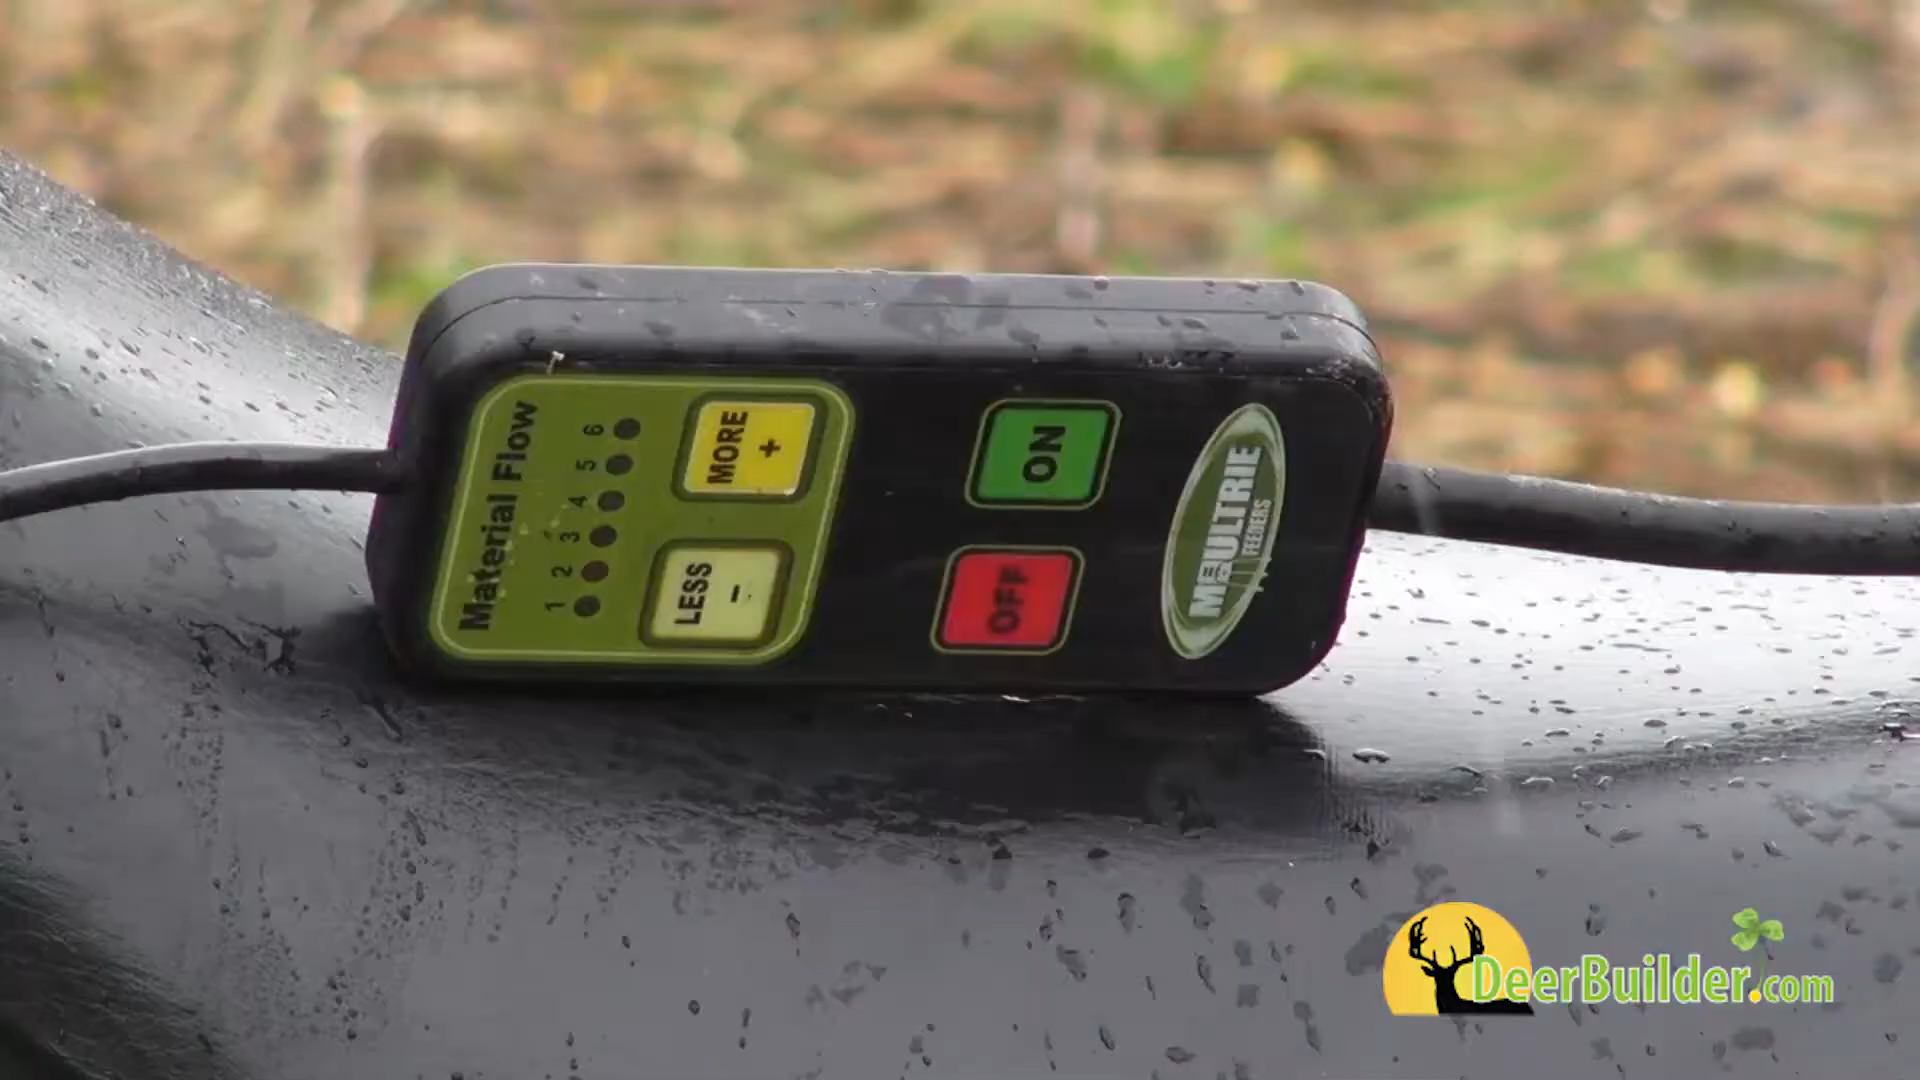 Material Flow
1 2 3 4 5 6
LESS
-
MORE
+
OFF
ON
MOULTRIE
FEEDERS
DeerBuilder.com